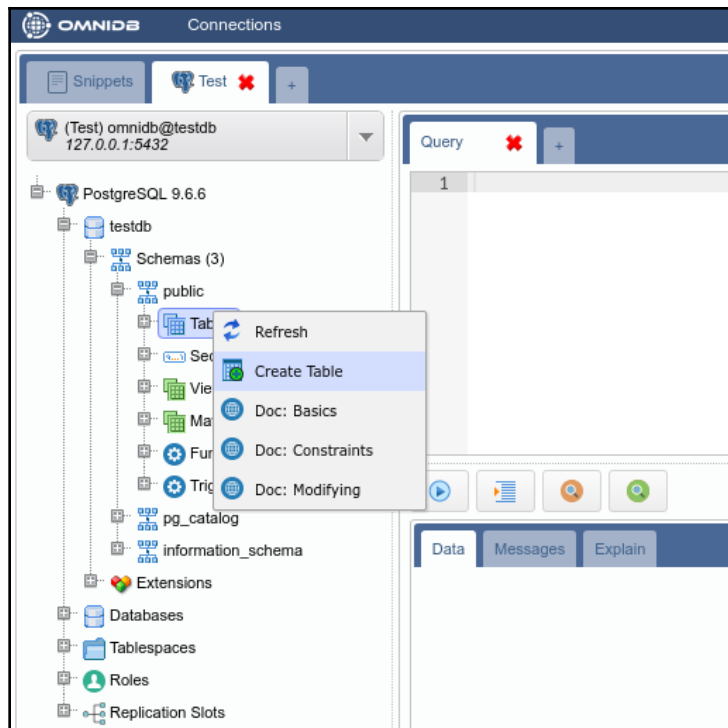 OMNIDB Connections
Snippets Test +
(Test) omnidb@testdb
127.0.0.1:5432
Query +
1
PostgreSQL 9.6.6
testdb
Schemas (3)
public
Tab
Refresh
Sec
Create Table
Vie
Doc: Basics
Ma
Doc: Constraints
Fun
Doc: Modifying
Trig
pg_catalog
information_schema
Extensions
Databases
Tablespaces
Roles
Replication Slots
Data Messages Explain